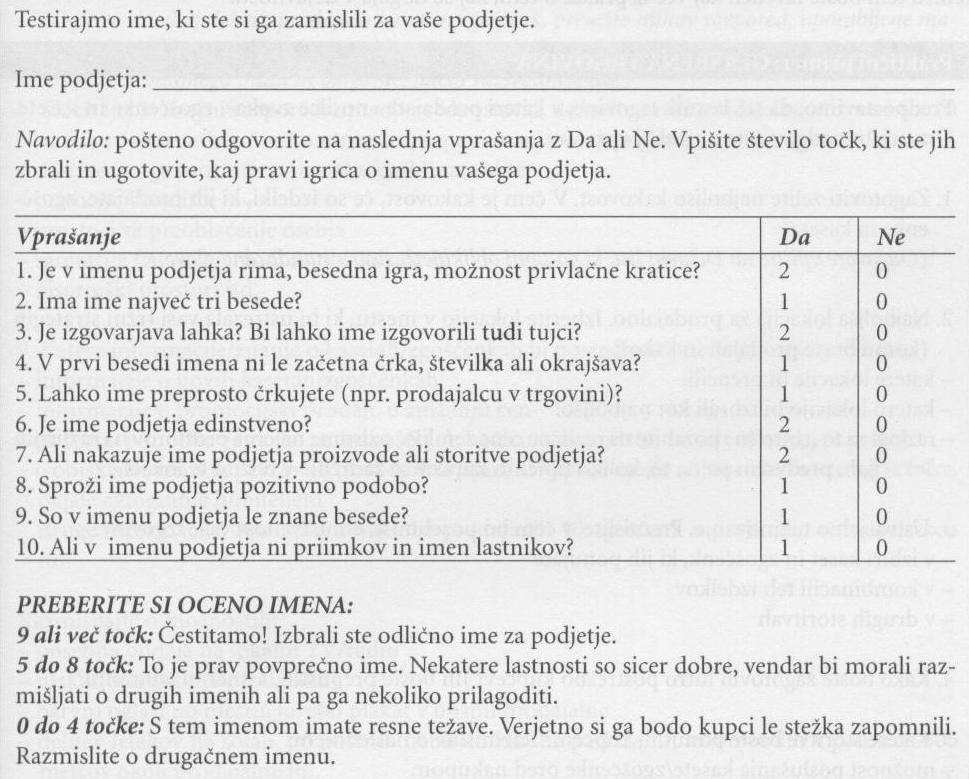 Testirajmo ime, ki ste si ga zamislili za vaše podjetje.
Ime podjetja:
Navodilo: pošteno odgovorite na naslednja vprašanja z Da ali Ne. Vpišite število točk, ki ste jih
zbrali in ugotovite, kaj pravi igrica o imenu vašega podjetja.
Vprašanje Da Ne
1. Je v imenu podjetja rima, besedna igra, možnost privlačne kratice? 2 0
2. Ima ime največ tri besede? 1 0
3. Je izgovarjava lahka? Bi lahko ime izgovorili tudi tujci? 1 0
4. V prvi besedi imena ni le začetna črka, številka ali okrajšava? 1 0
5. Lahko ime preprosto črkujete (npr. prodajalcu v trgovini)? 1 0
6. Je ime podjetja edinstveno? 2 0
7. Ali nakazuje ime podjetja proizvode ali storitve podjetja? 2 0
8. Sproži ime podjetja pozitivno podobo? 1 0
9. So v imenu podjetja le znane besede? 1 0
10. Ali v imenu podjetja ni priimkov in imen lastnikov? 1 0
PREBERITE SI OCENO IMENA:
9 ali več točk: Čestitamo! Izbrali ste odlično ime za podjetje.
5 do 8 točk: To je prav povprečno ime. Nekatere lastnosti so sicer dobre, vendar bi morali raz-
mišljati o drugih imenih ali pa ga nekoliko prilagoditi.
0 do 4 točke: S tem imenom imate resne težave. Verjetno si ga bodo kupci le stežka zapomnili.
Razmislite o drugačnem imenu.